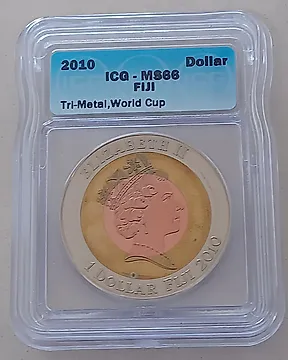 2010 Dollar
ICG - MS66
FIJI
Tri-Metal,World Cup
ELIZABETH II
1 DOLLAR FIJI 2010